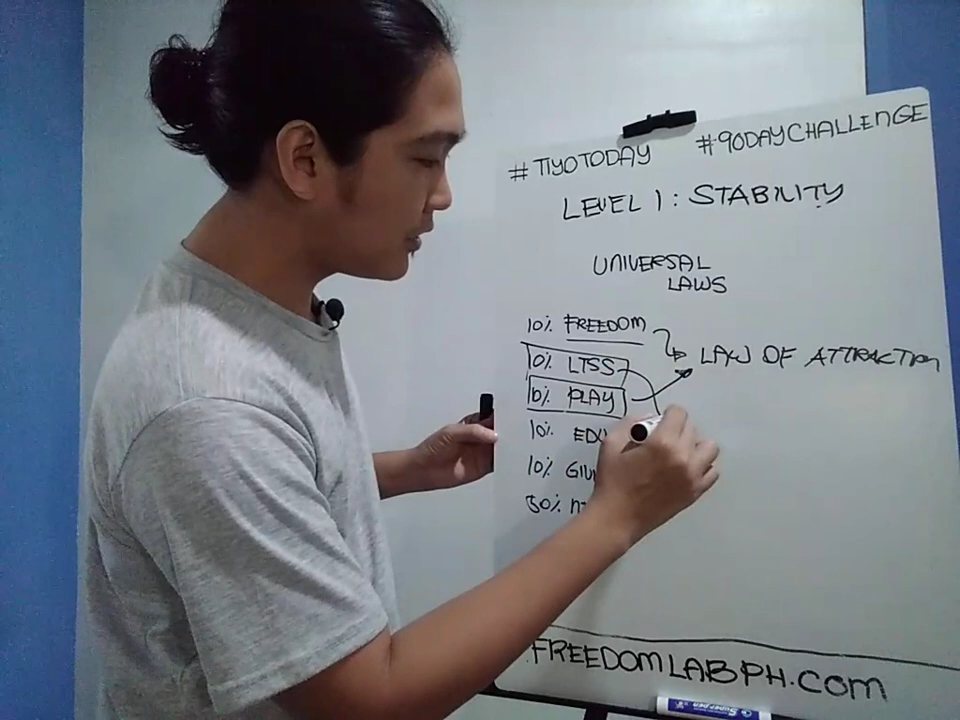 #TIYOTODAY #90DAYCHALLENGE
LEVEL 1: STABILITY
UNIVERSAL
LAWS
10% FREEDOM
LAW OF ATTRACTION
10% LTSS
10% PLAY
10%
10%
50%
FREEDOMLABPH.COM